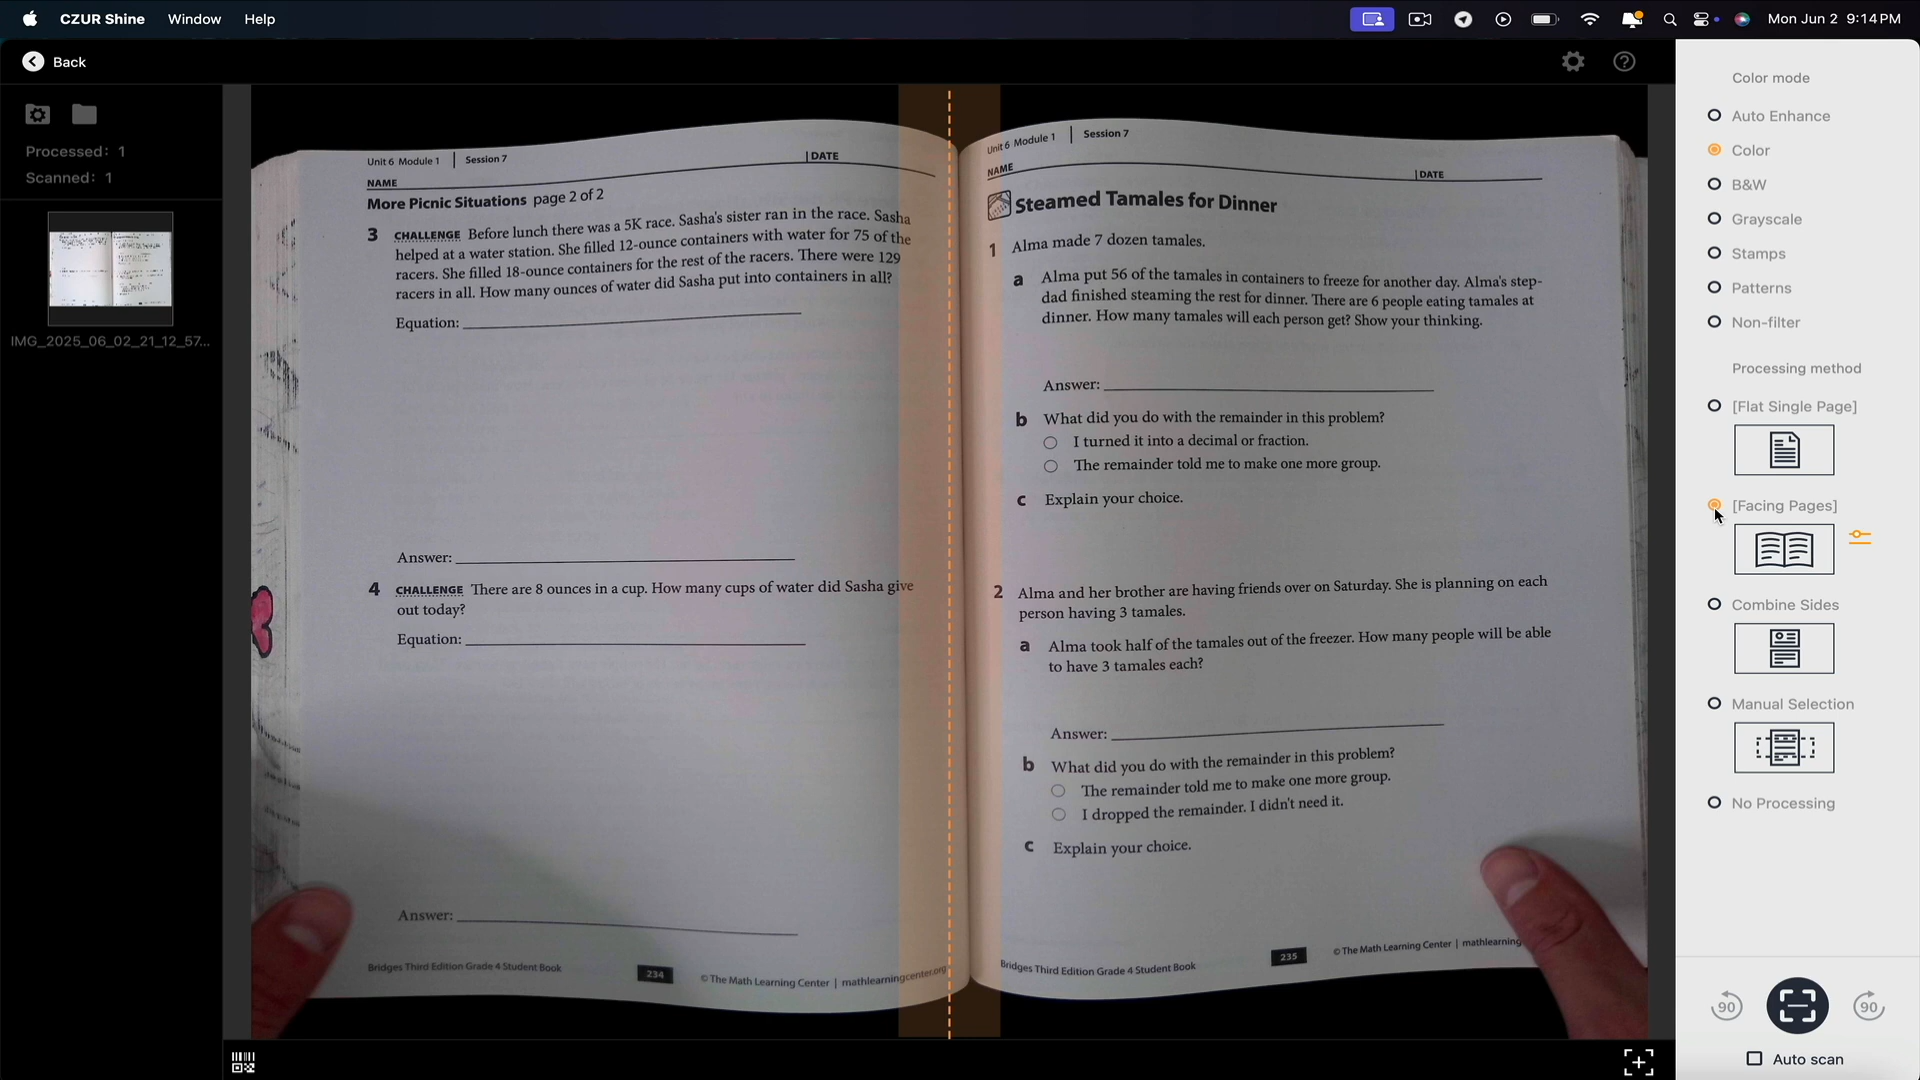 CZUR Shine Window Help Mon Jun 2 9:14 PM
Back
Processed: 1
Scanned: 1
IMG_2025_06_02_21_12_57...
Unit 6 Module 1 | Session 7
NAME | DATE
More Picnic Situations page 2 of 2
3 CHALLENGE Before lunch there was a 5K race. Sasha's sister ran in the race. Sasha
helped at a water station. She filled 12-ounce containers with water for 75 of the
racers. She filled 18-ounce containers for the rest of the racers. There were 129
racers in all. How many ounces of water did Sasha put into containers in all?
Equation:
Answer:
4 CHALLENGE There are 8 ounces in a cup. How many cups of water did Sasha give
out today?
Equation:
Answer:
Bridges Third Edition Grade 4 Student Book 234 © The Math Learning Center | mathlearningcenter.org
Unit 6 Module 1 | Session 7
NAME | DATE
Steamed Tamales for Dinner
1 Alma made 7 dozen tamales.
a Alma put 56 of the tamales in containers to freeze for another day. Alma's step-
dad finished steaming the rest for dinner. There are 6 people eating tamales at
dinner. How many tamales will each person get? Show your thinking.
Answer:
b What did you do with the remainder in this problem?
I turned it into a decimal or fraction.
The remainder told me to make one more group.
c Explain your choice.
2 Alma and her brother are having friends over on Saturday. She is planning on each
person having 3 tamales.
a Alma took half of the tamales out of the freezer. How many people will be able
to have 3 tamales each?
Answer:
b What did you do with the remainder in this problem?
The remainder told me to make one more group.
I dropped the remainder. I didn't need it.
c Explain your choice.
Bridges Third Edition Grade 4 Student Book 235 © The Math Learning Center | mathlearning
Color mode
Auto Enhance
Color
B&W
Grayscale
Stamps
Patterns
Non-filter
Processing method
[Flat Single Page]
[Facing Pages]
Combine Sides
Manual Selection
No Processing
90 90
Auto scan